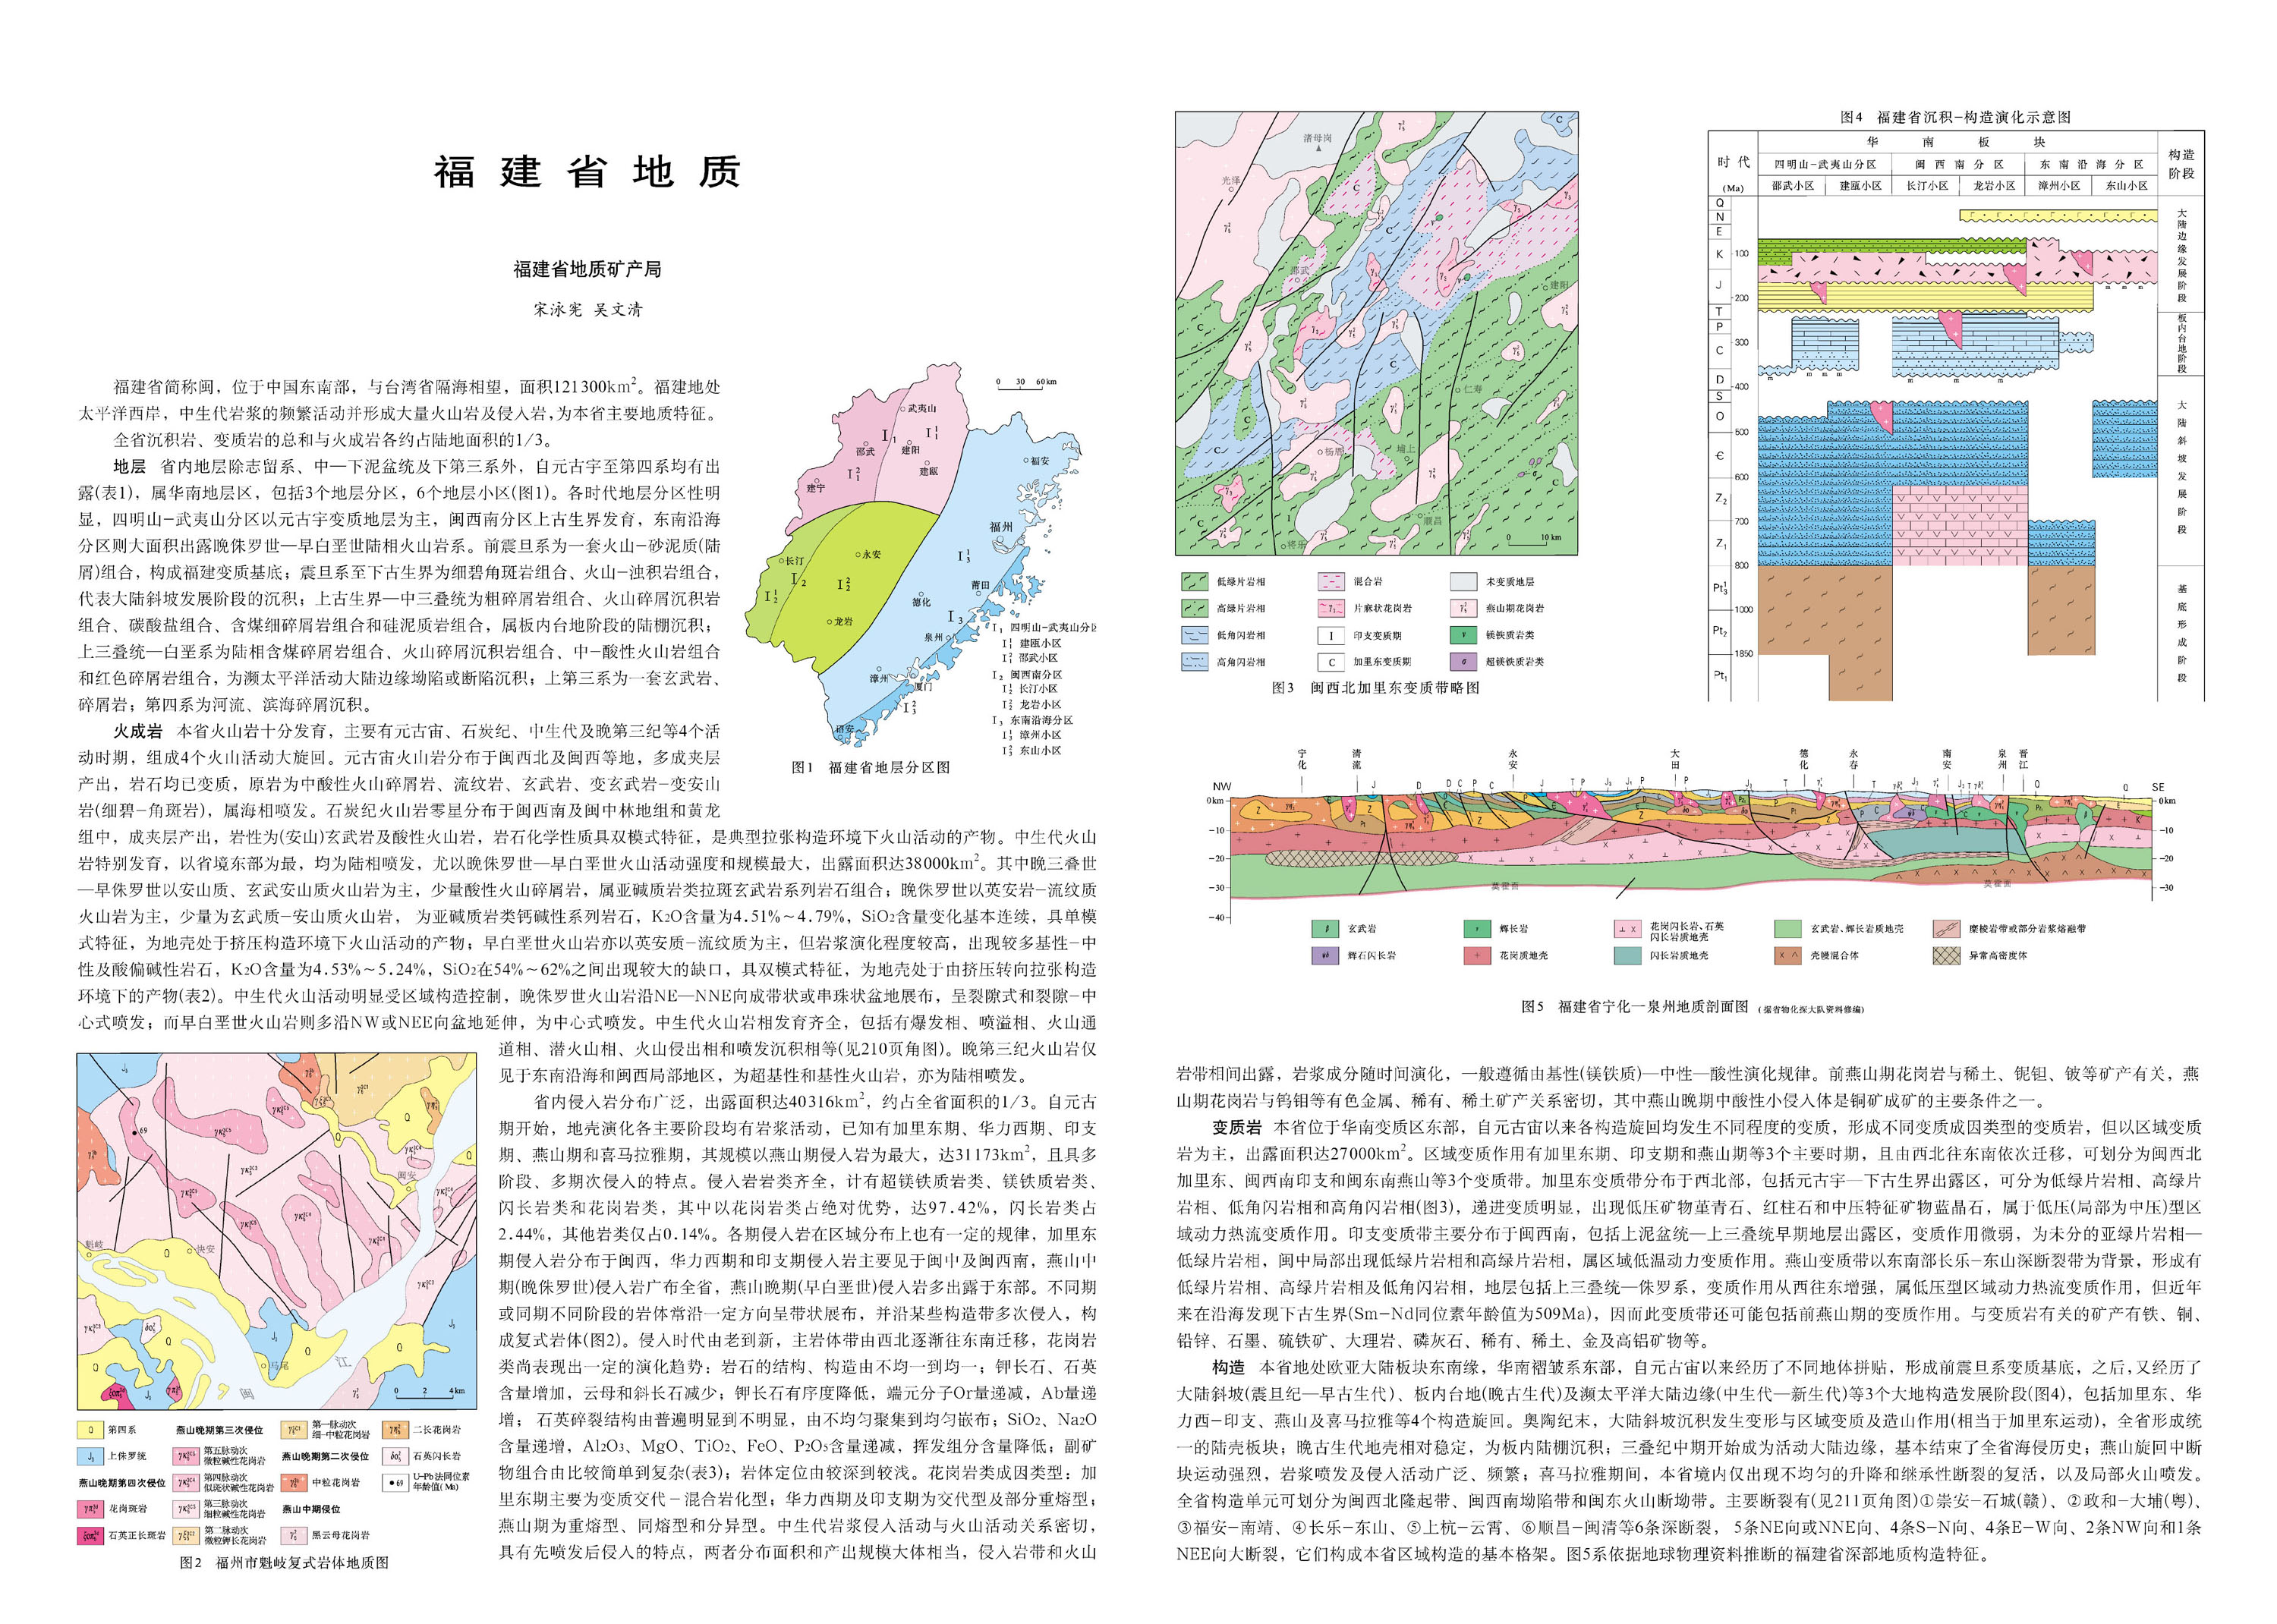 福建省地质
福建省地质矿产局
宋泳宪 吴文清
福建省简称闽，位于中国东南部，与台湾省隔海相望，面积121300km²。福建地处
太平洋西岸，中生代岩浆的频繁活动并形成大量火山岩及侵入岩,为本省主要地质特征。
全省沉积岩、变质岩的总和与火成岩各约占陆地面积的1/3。
地层 省内地层除志留系、中—下泥盆统及下第三系外，自元古宇至第四系均有出
露(表1)，属华南地层区，包括3个地层分区，6个地层小区(图1)。各时代地层分区性明
显，四明山-武夷山分区以元古宇变质地层为主，闽西南分区上古生界发育，东南沿海
分区则大面积出露晚侏罗世—早白垩世陆相火山岩系。前震旦系为一套火山-砂泥质(陆
屑)组合，构成福建变质基底；震旦系至下古生界为细碧角斑岩组合、火山-浊积岩组合，
代表大陆斜坡发展阶段的沉积；上古生界—中三叠统为粗碎屑岩组合、火山碎屑沉积岩
组合、碳酸盐组合、含煤细碎屑岩组合和硅泥质岩组合，属板内台地阶段的陆棚沉积；
上三叠统—白垩系为陆相含煤碎屑岩组合、火山碎屑沉积岩组合、中-酸性火山岩组合
和红色碎屑岩组合，为濒太平洋活动大陆边缘坳陷或断陷沉积；上第三系为一套玄武岩、
碎屑岩；第四系为河流、滨海碎屑沉积。
火成岩 本省火山岩十分发育，主要有元古宙、石炭纪、中生代及晚第三纪等4个活
动时期，组成4个火山活动大旋回。元古宙火山岩分布于闽西北及闽西等地，多成夹层
产出，岩石均已变质，原岩为中酸性火山碎屑岩、流纹岩、玄武岩、变玄武岩-变安山
岩(细碧-角斑岩)，属海相喷发。石炭纪火山岩零星分布于闽西南及闽中林地组和黄龙
组中，成夹层产出，岩性为(安山)玄武岩及酸性火山岩，岩石化学性质具双模式特征，是典型拉张构造环境下火山活动的产物。中生代火山
岩特别发育，以省境东部为最，均为陆相喷发，尤以晚侏罗世—早白垩世火山活动强度和规模最大，出露面积达38000km²。其中晚三叠世
—早侏罗世以安山质、玄武安山质火山岩为主，少量酸性火山碎屑岩，属亚碱质岩类拉斑玄武岩系列岩石组合；晚侏罗世以英安岩-流纹质
火山岩为主，少量为玄武质-安山质火山岩， 为亚碱质岩类钙碱性系列岩石，K₂O含量为4.51%~4.79%，SiO₂含量变化基本连续，具单模
式特征，为地壳处于挤压构造环境下火山活动的产物；早白垩世火山岩亦以英安质-流纹质为主，但岩浆演化程度较高，出现较多基性-中
性及酸偏碱性岩石，K₂O含量为4.53%~5.24%，SiO₂在54%~62%之间出现较大的缺口，具双模式特征，为地壳处于由挤压转向拉张构造
环境下的产物(表2)。中生代火山活动明显受区域构造控制，晚侏罗世火山岩沿NE—NNE向成带状或串珠状盆地展布，呈裂隙式和裂隙-中
心式喷发；而早白垩世火山岩则多沿NW或NEE向盆地延伸，为中心式喷发。中生代火山岩相发育齐全，包括有爆发相、喷溢相、火山通
道相、潜火山相、火山侵出相和喷发沉积相等(见210页角图)。晚第三纪火山岩仅
见于东南沿海和闽西局部地区，为超基性和基性火山岩，亦为陆相喷发。
省内侵入岩分布广泛，出露面积达40316km²，约占全省面积的1/3。自元古
期开始，地壳演化各主要阶段均有岩浆活动，已知有加里东期、华力西期、印支
期、燕山期和喜马拉雅期，其规模以燕山期侵入岩为最大，达31173km²，且具多
阶段、多期次侵入的特点。侵入岩岩类齐全，计有超镁铁质岩类、镁铁质岩类、
闪长岩类和花岗岩类，其中以花岗岩类占绝对优势，达97.42%，闪长岩类占
2.44%，其他岩类仅占0.14%。各期侵入岩在区域分布上也有一定的规律，加里东
期侵入岩分布于闽西，华力西期和印支期侵入岩主要见于闽中及闽西南，燕山中
期(晚侏罗世)侵入岩广布全省，燕山晚期(早白垩世)侵入岩多出露于东部。不同期
或同期不同阶段的岩体常沿一定方向呈带状展布，并沿某些构造带多次侵入，构
成复式岩体(图2)。侵入时代由老到新，主岩体带由西北逐渐往东南迁移，花岗岩
类尚表现出一定的演化趋势：岩石的结构、构造由不均一到均一；钾长石、石英
含量增加，云母和斜长石减少；钾长石有序度降低，端元分子Or量递减，Ab量递
增； 石英碎裂结构由普遍明显到不明显，由不均匀聚集到均匀嵌布；SiO₂、Na₂O
含量递增，Al₂O₃、MgO、TiO₂、FeO、P₂O₅含量递减，挥发组分含量降低；副矿
物组合由比较简单到复杂(表3)；岩体定位由较深到较浅。花岗岩类成因类型：加
里东期主要为变质交代-混合岩化型；华力西期及印支期为交代型及部分重熔型；
燕山期为重熔型、同熔型和分异型。中生代岩浆侵入活动与火山活动关系密切，
具有先喷发后侵入的特点，两者分布面积和产出规模大体相当，侵入岩带和火山
0 30 60km
武夷山
邵武
建阳
建瓯
建宁
福安
福州
长汀
永安
莆田
德化
龙岩
泉州
漳州
厦门
诏安
I₁ 四明山-武夷山分区
I₁¹ 建瓯小区
I₁² 邵武小区
I₂ 闽西南分区
I₂¹ 长汀小区
I₂² 龙岩小区
I₃ 东南沿海分区
I₃¹ 漳州小区
I₃² 东山小区
图1 福建省地层分区图
69
闽安
魁岐
快安
马尾
闽
江
0 2 4km
Q 第四系
J₃ 上侏罗统
燕山晚期第四次侵位
花岗斑岩
石英正长斑岩
燕山晚期第三次侵位
第五脉动次
微粒碱性花岗岩
第四脉动次
似斑状碱性花岗岩
第三脉动次
细粒碱性花岗岩
第二脉动次
微粒钾长花岗岩
第一脉动次
细-中粒花岗岩
燕山晚期第二次侵位
中粒花岗岩
燕山中期侵位
黑云母花岗岩
二长花岗岩
石英闪长岩
69 U-Pb法同位素
年龄值(Ma)
图2 福州市魁岐复式岩体地质图
渚母岗
光泽
邵武
建阳
仁寿
杨厝
埔上
顺昌
将乐
0 10 km
低绿片岩相
高绿片岩相
低角闪岩相
高角闪岩相
混合岩
片麻状花岗岩
I 印支变质期
C 加里东变质期
未变质地层
燕山期花岗岩
镁铁质岩类
超镁铁质岩类
图3 闽西北加里东变质带略图
图4 福建省沉积-构造演化示意图
时代
(Ma)
华南板块
构造
阶段
四明山-武夷山分区 闽西南分区 东南沿海分区
邵武小区 建瓯小区 长汀小区 龙岩小区 漳州小区 东山小区
Q
N
E
K
100
J
200
T
P
300
C
D
400
S
O
500
Є
600
Z₂
700
Z₁
800
Pt₃¹
1000
Pt₂
1850
Pt₁
大陆边缘发展阶段
板内台地阶段
大陆斜坡发展阶段
基底形成阶段
NW
SE
宁化 清流 永安 大田 德化 永春 南安 泉州 晋江
0km
-10
-20
-30
-40
0km
-10
-20
-30
莫霍面
莫霍面
玄武岩
辉长岩
花岗闪长岩、石英
闪长岩质地壳
玄武岩、辉长岩质地壳
糜棱岩带或部分岩浆熔融带
辉石闪长岩
花岗质地壳
闪长岩质地壳
壳幔混合体
异常高密度体
图5 福建省宁化—泉州地质剖面图 (据省物化探大队资料修编)
岩带相间出露，岩浆成分随时间演化，一般遵循由基性(镁铁质)—中性—酸性演化规律。前燕山期花岗岩与稀土、铌钽、铍等矿产有关，燕
山期花岗岩与钨钼等有色金属、稀有、稀土矿产关系密切，其中燕山晚期中酸性小侵入体是铜矿成矿的主要条件之一。
变质岩 本省位于华南变质区东部，自元古宙以来各构造旋回均发生不同程度的变质，形成不同变质成因类型的变质岩，但以区域变质
岩为主，出露面积达27000km²。区域变质作用有加里东期、印支期和燕山期等3个主要时期，且由西北往东南依次迁移，可划分为闽西北
加里东、闽西南印支和闽东南燕山等3个变质带。加里东变质带分布于西北部，包括元古宇—下古生界出露区，可分为低绿片岩相、高绿片
岩相、低角闪岩相和高角闪岩相(图3)，递进变质明显，出现低压矿物堇青石、红柱石和中压特征矿物蓝晶石，属于低压(局部为中压)型区
域动力热流变质作用。印支变质带主要分布于闽西南，包括上泥盆统—上三叠统早期地层出露区，变质作用微弱，为未分的亚绿片岩相—
低绿片岩相，闽中局部出现低绿片岩相和高绿片岩相，属区域低温动力变质作用。燕山变质带以东南部长乐-东山深断裂带为背景，形成有
低绿片岩相、高绿片岩相及低角闪岩相，地层包括上三叠统—侏罗系，变质作用从西往东增强，属低压型区域动力热流变质作用，但近年
来在沿海发现下古生界(Sm-Nd同位素年龄值为509Ma)，因而此变质带还可能包括前燕山期的变质作用。与变质岩有关的矿产有铁、铜、
铅锌、石墨、硫铁矿、大理岩、磷灰石、稀有、稀土、金及高铝矿物等。
构造 本省地处欧亚大陆板块东南缘，华南褶皱系东部，自元古宙以来经历了不同地体拼贴，形成前震旦系变质基底，之后,又经历了
大陆斜坡(震旦纪—早古生代)、板内台地(晚古生代)及濒太平洋大陆边缘(中生代—新生代)等3个大地构造发展阶段(图4)，包括加里东、华
力西-印支、燕山及喜马拉雅等4个构造旋回。奥陶纪末，大陆斜坡沉积发生变形与区域变质及造山作用(相当于加里东运动)，全省形成统
一的陆壳板块；晚古生代地壳相对稳定，为板内陆棚沉积；三叠纪中期开始成为活动大陆边缘，基本结束了全省海侵历史；燕山旋回中断
块运动强烈，岩浆喷发及侵入活动广泛、频繁；喜马拉雅期间，本省境内仅出现不均匀的升降和继承性断裂的复活，以及局部火山喷发。
全省构造单元可划分为闽西北隆起带、闽西南坳陷带和闽东火山断坳带。主要断裂有(见211页角图)①崇安-石城(赣)、②政和-大埔(粤)、
③福安-南靖、④长乐-东山、⑤上杭-云霄、⑥顺昌-闽清等6条深断裂， 5条NE向或NNE向、4条S-N向、4条E-W向、2条NW向和1条
NEE向大断裂，它们构成本省区域构造的基本格架。图5系依据地球物理资料推断的福建省深部地质构造特征。